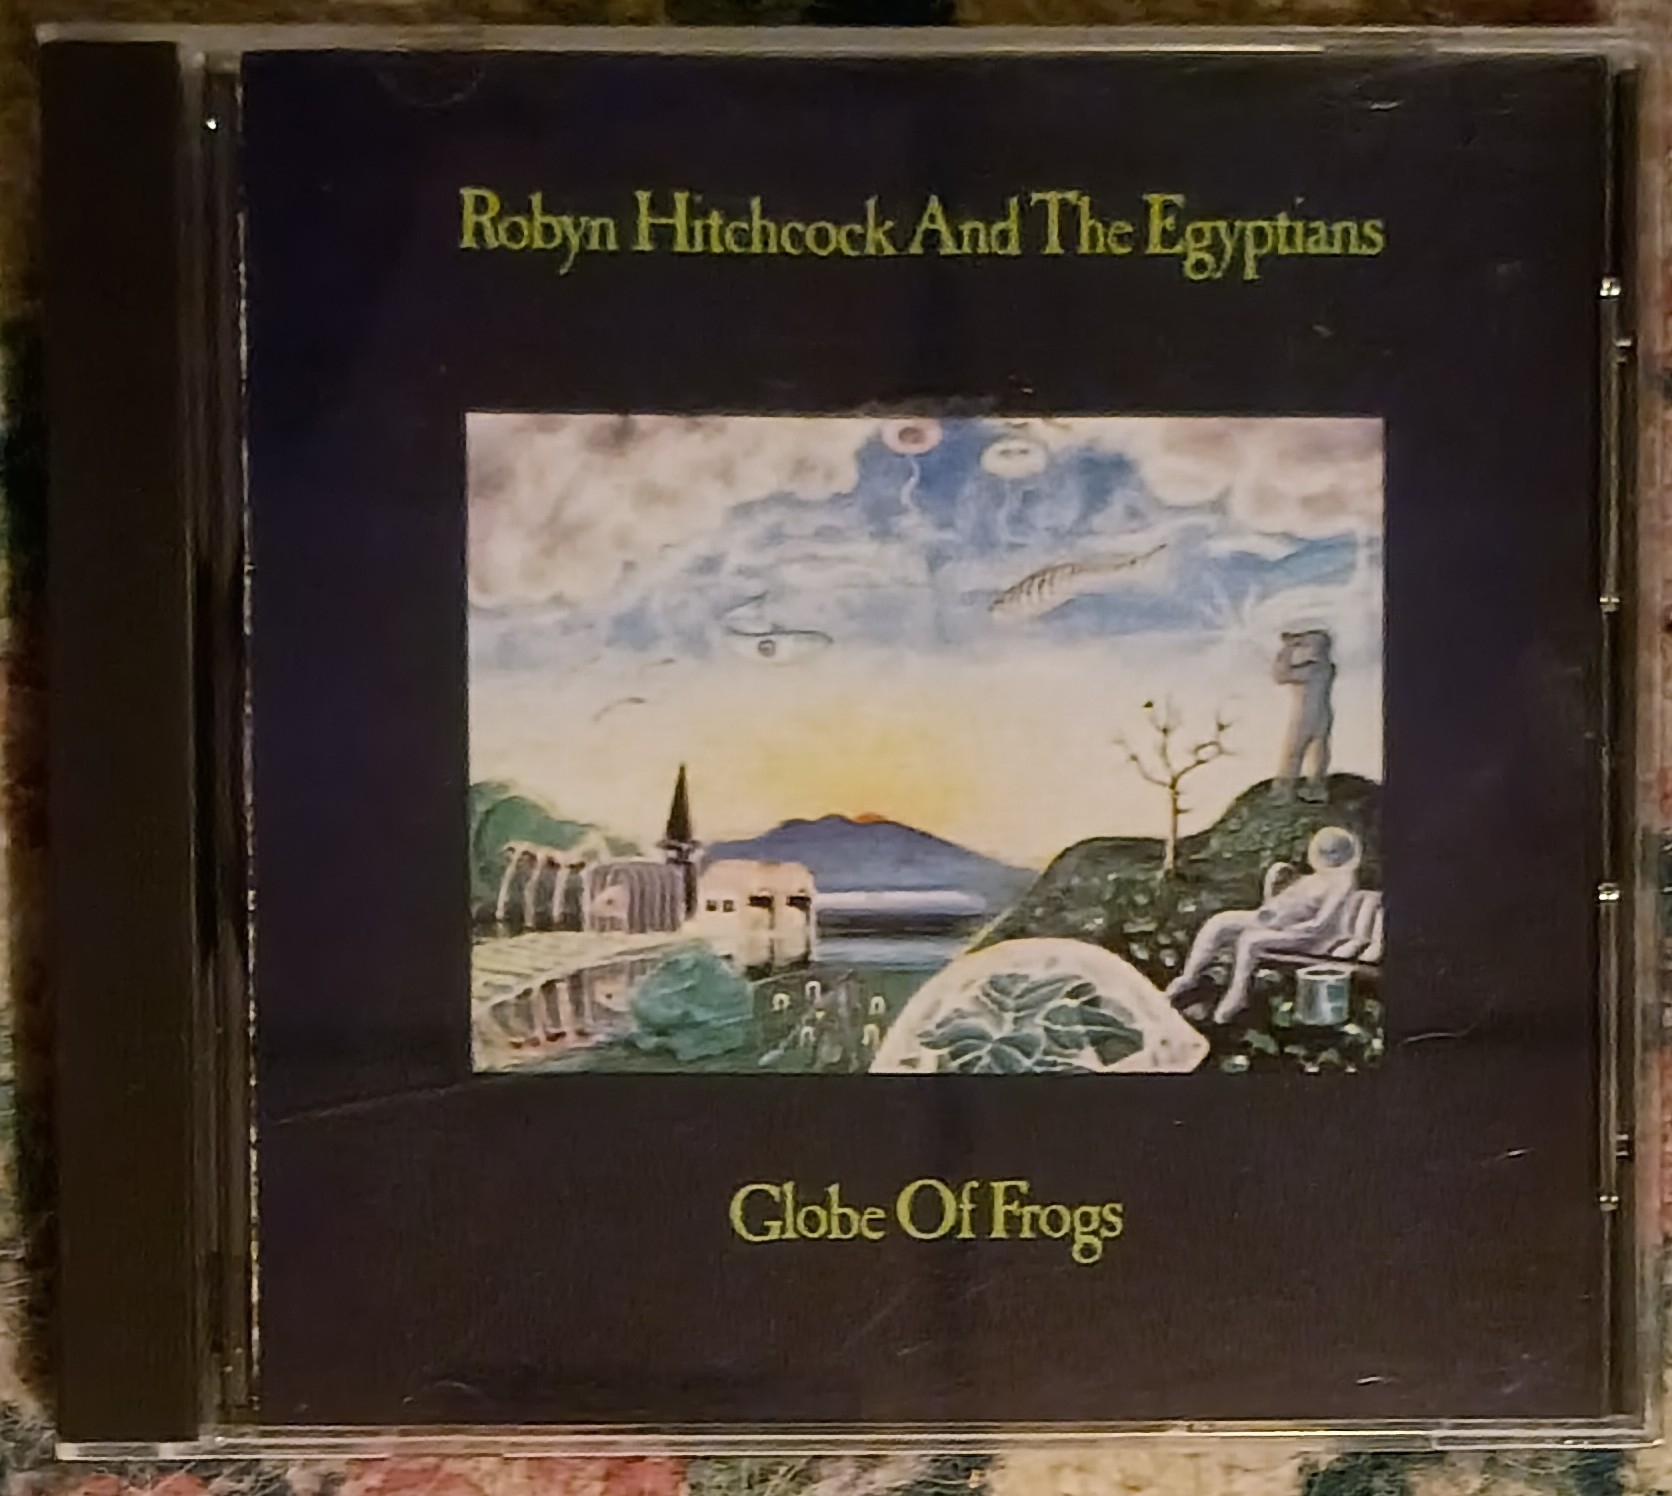 Robyn Hitchcock And The Egyptians
Globe Of Frogs